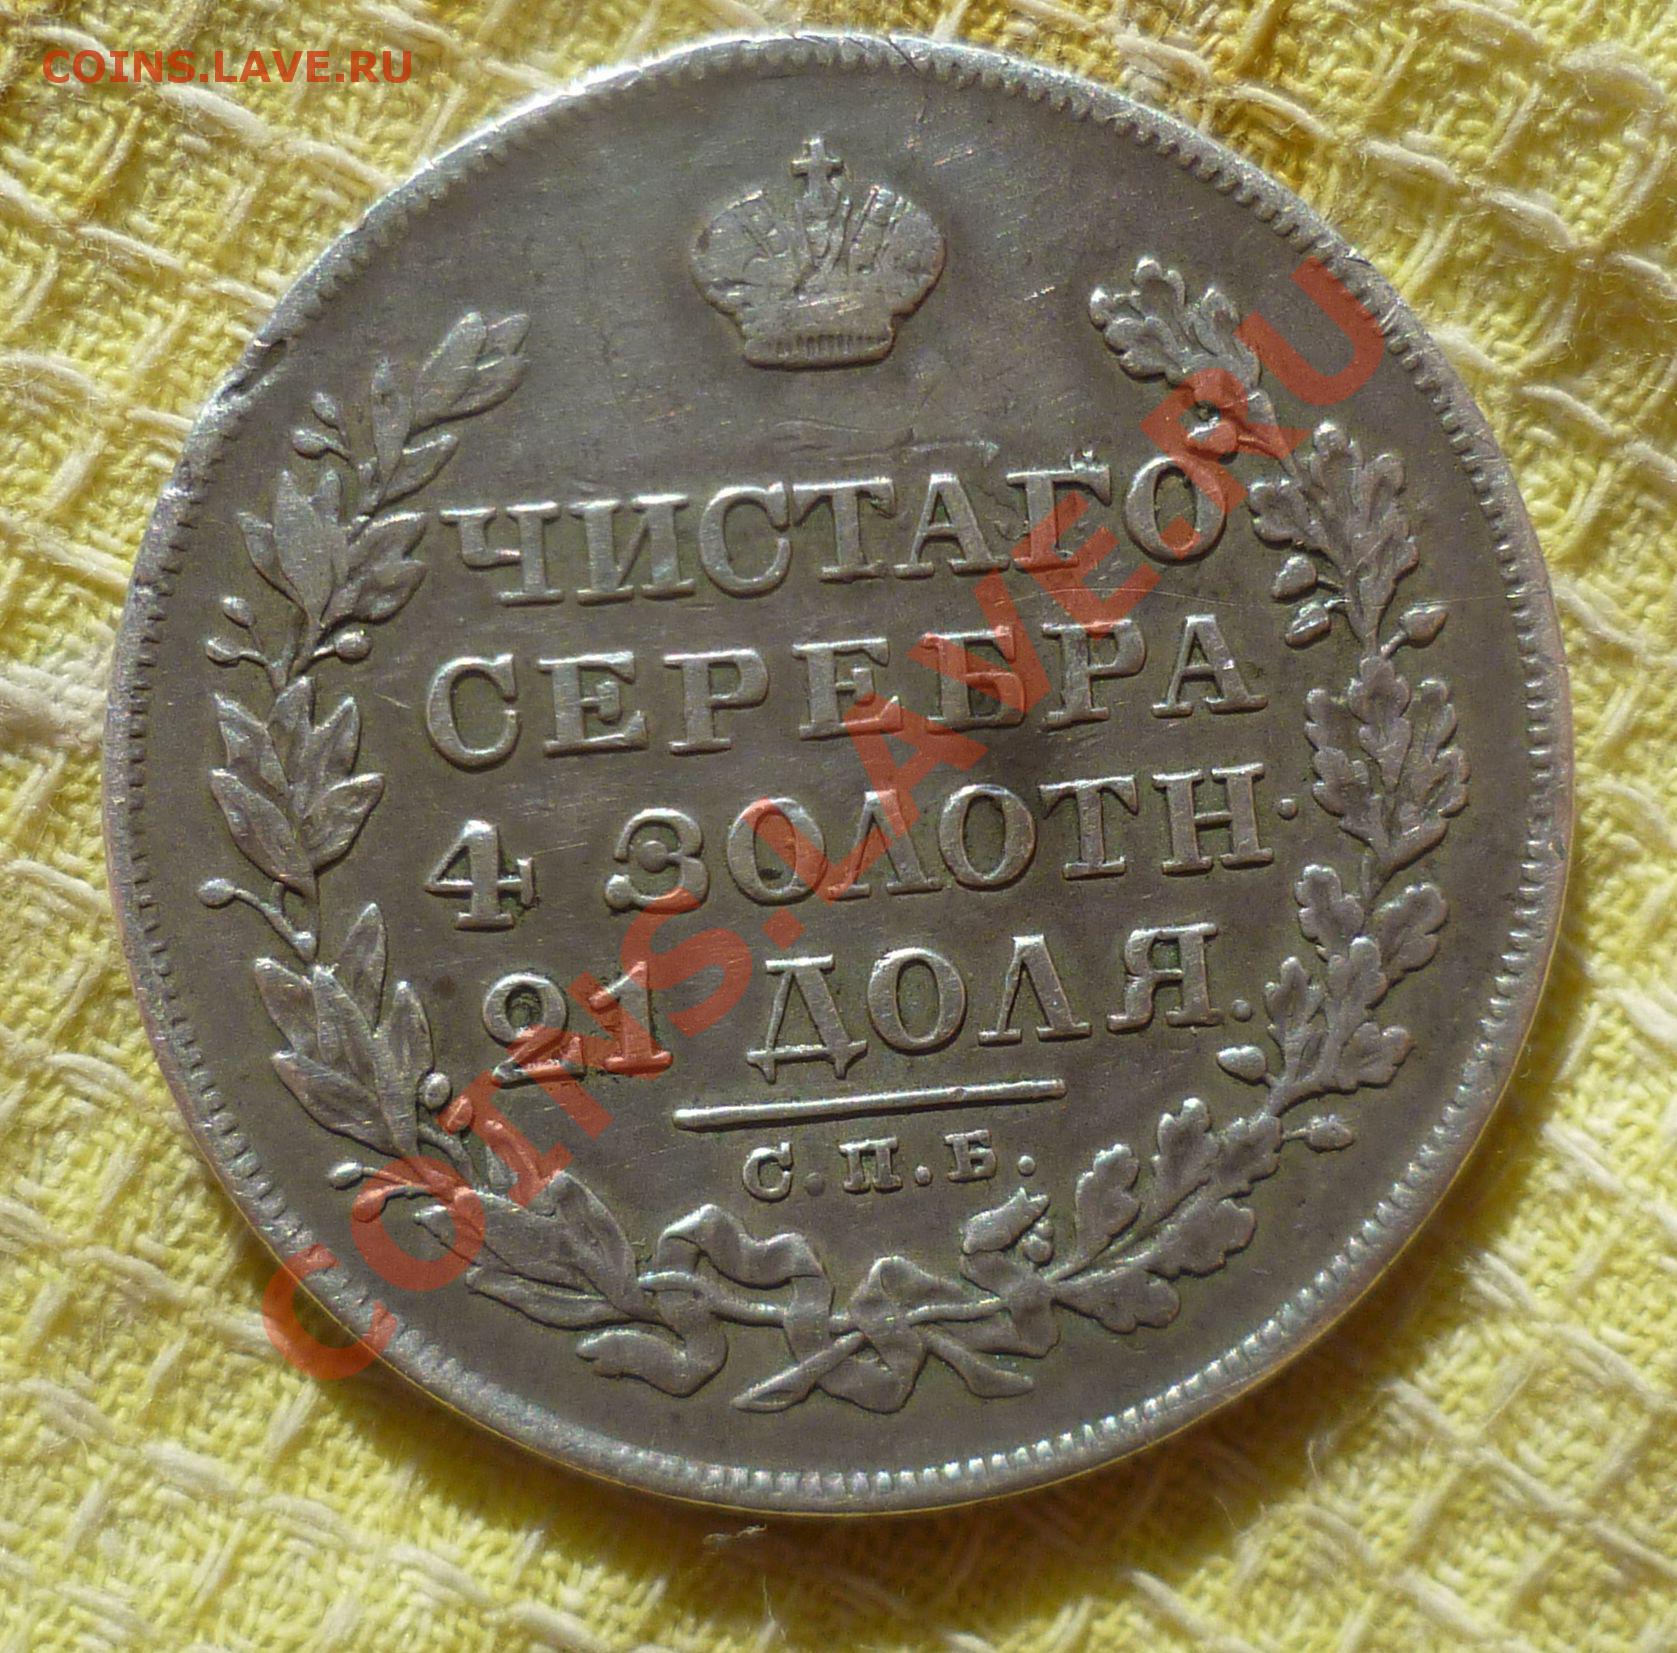 COINS.LAVE.RU
ЧИСТАГО
СЕРЕБРА
4 ЗОЛОТН.
21 ДОЛЯ.
С.П.Б.
COINS.LAVE.RU